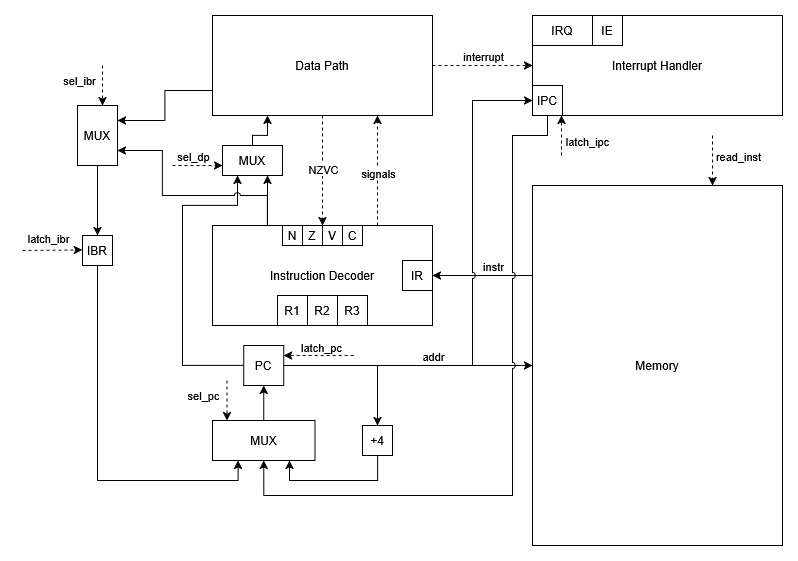 IRQ
IE
Data Path
interrupt
Interrupt Handler
sel_ibr
IPC
MUX
latch_ipc
sel_dp
MUX
read_inst
NZVC
signals
latch_ibr
N
Z
V
C
IBR
Instruction Decoder
IR
instr
R1
R2
R3
latch_pc
PC
addr
Memory
sel_pc
MUX
+4